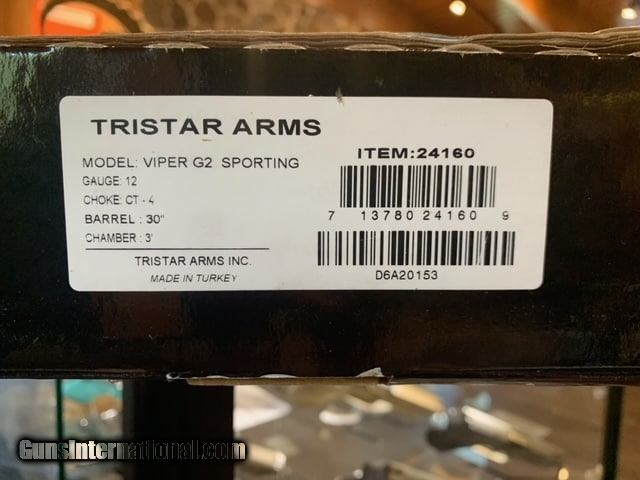 TRISTAR ARMS
MODEL: VIPER G2 SPORTING
GAUGE: 12
CHOKE: CT - 4
BARREL : 30"
CHAMBER : 3'
TRISTAR ARMS INC.
MADE IN TURKEY
ITEM:24160
7 13780 24160 9
D6A20153
GunsInternational.com